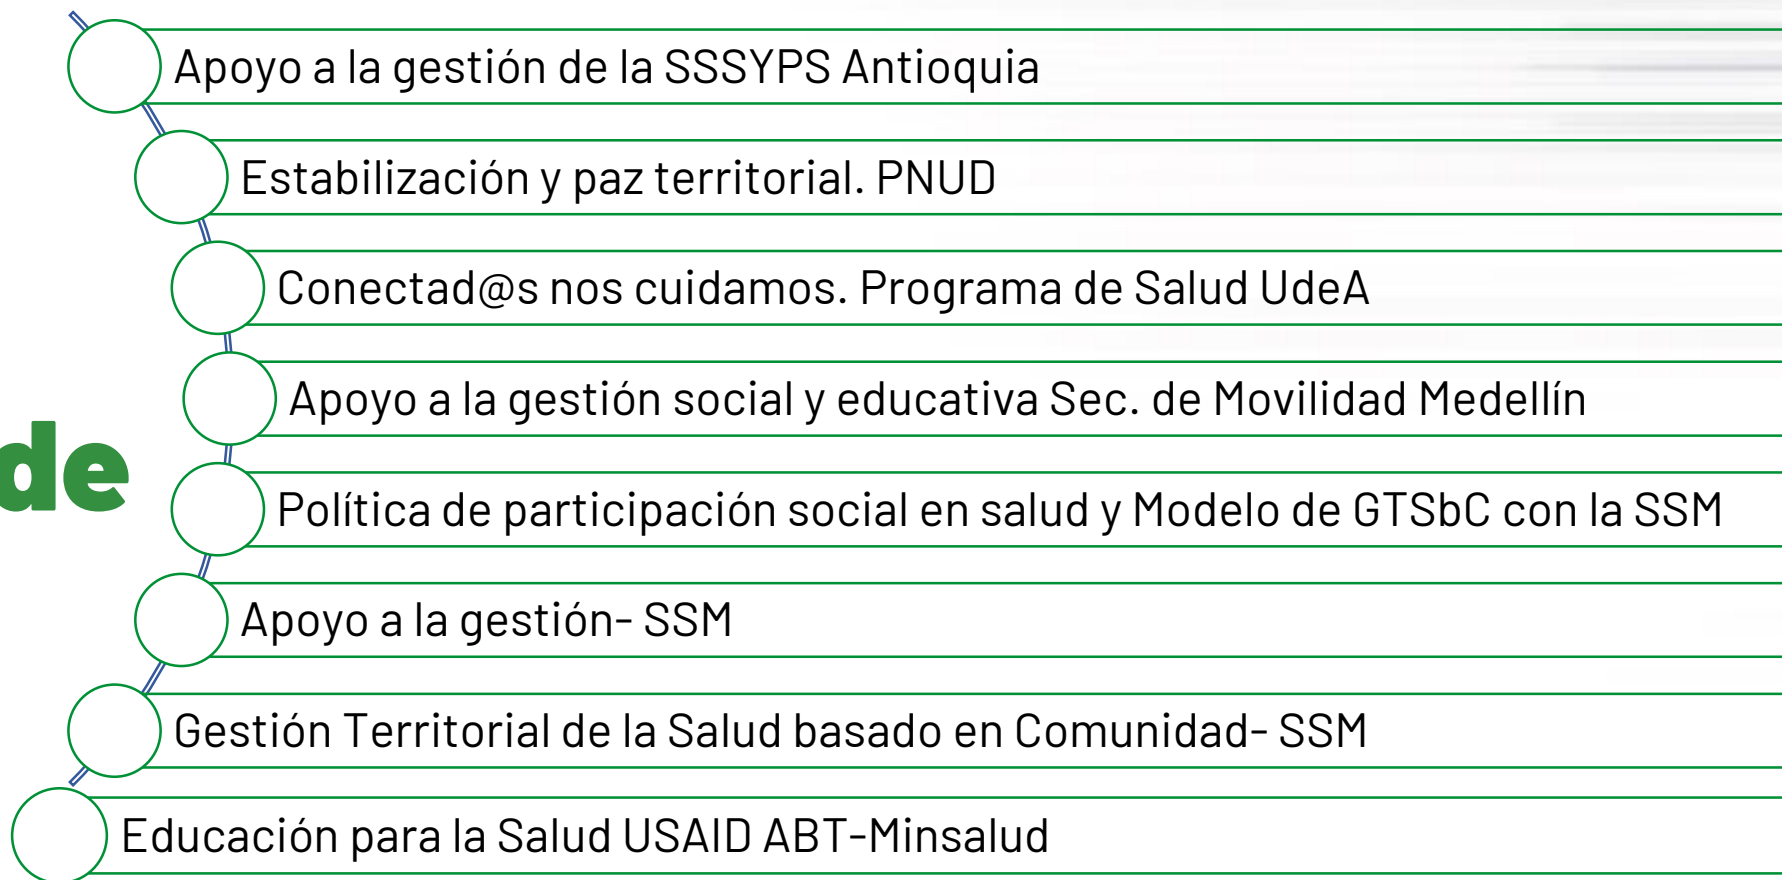 Apoyo a la gestión de la SSSYPS Antioquia
Estabilización y paz territorial. PNUD
Conectad@s nos cuidamos. Programa de Salud UdeA
Apoyo a la gestión social y educativa Sec. de Movilidad Medellín
de
Política de participación social en salud y Modelo de GTSbC con la SSM
Apoyo a la gestión- SSM
Gestión Territorial de la Salud basado en Comunidad- SSM
Educación para la Salud USAID ABT-Minsalud